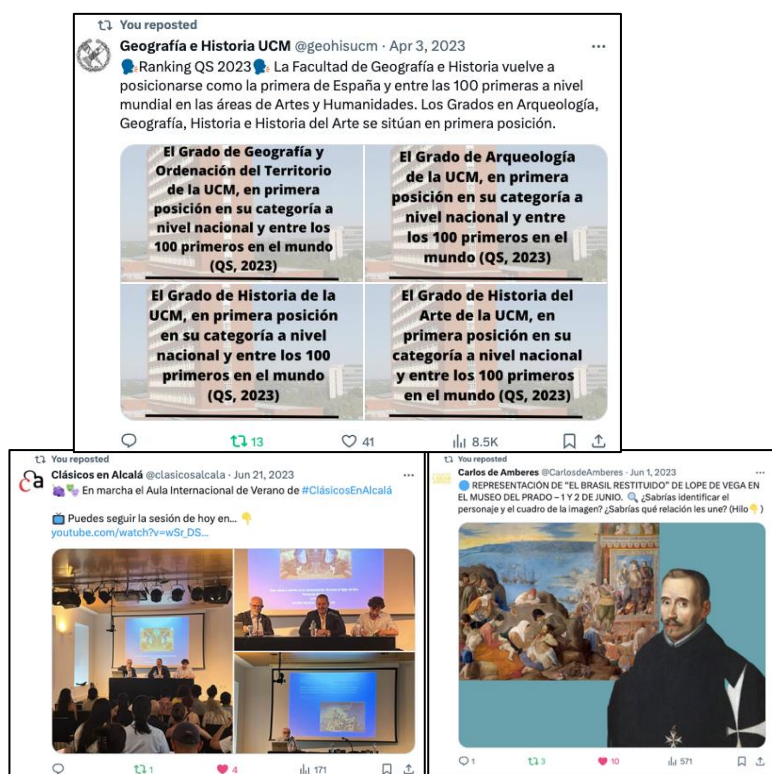 You reposted
Geografía e Historia UCM @geohisucm · Apr 3, 2023
🗣Ranking QS 2023🗣 La Facultad de Geografía e Historia vuelve a
posicionarse como la primera de España y entre las 100 primeras a nivel
mundial en las áreas de Artes y Humanidades. Los Grados en Arqueología,
Geografía, Historia e Historia del Arte se sitúan en primera posición.
El Grado de Geografía y
Ordenación del Territorio
de la UCM, en primera
posición en su categoría a
nivel nacional y entre los
100 primeros en el mundo
(QS, 2023)
El Grado de Arqueología
de la UCM, en primera
posición en su categoría a
nivel nacional y entre
los 100 primeros en el
mundo (QS, 2023)
El Grado de Historia de la
UCM, en primera posición
en su categoría a nivel
nacional y entre los 100
primeros en el mundo
(QS, 2023)
El Grado de Historia del
Arte de la UCM, en
primera posición en su
categoría a nivel nacional
y entre los 100 primeros
en el mundo (QS, 2023)
13 41 8.5K
You reposted
Clásicos en Alcalá @clasicosalcala · Jun 21, 2023
🍇🎭 En marcha el Aula Internacional de Verano de #ClásicosEnAlcalá
📺 Puedes seguir la sesión de hoy en... 👇
youtube.com/watch?v=wSr_DS...
1 4 171
You reposted
Carlos de Amberes @CarlosdeAmberes · Jun 1, 2023
🔵 REPRESENTACIÓN DE "EL BRASIL RESTITUIDO" DE LOPE DE VEGA EN
EL MUSEO DEL PRADO – 1 Y 2 DE JUNIO. 🔍 ¿Sabrías identificar el
personaje y el cuadro de la imagen? ¿Sabrías qué relación les une? (Hilo👇)
1 3 10 571